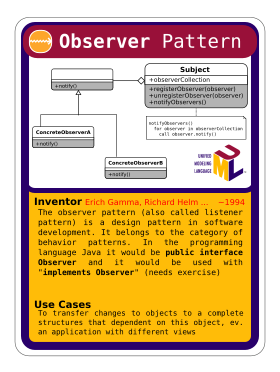 Observer Pattern
Subject
+observerCollection
+registerObserver(observer)
+unregisterObserver(observer)
+notifyObservers()
+notify()
notifyObservers()
for observer in observerCollection
call observer.notify()
ConcreteObserverA
+notify()
ConcreteObserverB
+notify()
UNIFIED
MODELING
LANGUAGE
Inventor Erich Gamma, Richard Helm ... ~1994
The observer pattern (also called listener
pattern) is a design pattern in software
development. It belongs to the category of
behavior patterns. In the programming
language Java it would be public interface
Observer and it would be used with
"implements Observer" (needs exercise)
Use Cases
To transfer changes to objects to a complete
structures that dependent on this object, ev.
an application with different views